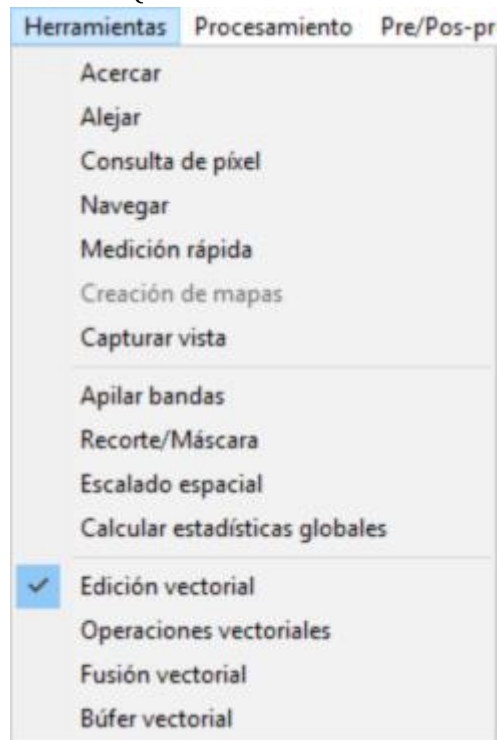 Herramientas Procesamiento Pre/Pos-pr
Acercar
Alejar
Consulta de píxel
Navegar
Medición rápida
Creación de mapas
Capturar vista
Apilar bandas
Recorte/Máscara
Escalado espacial
Calcular estadísticas globales
Edición vectorial
Operaciones vectoriales
Fusión vectorial
Búfer vectorial